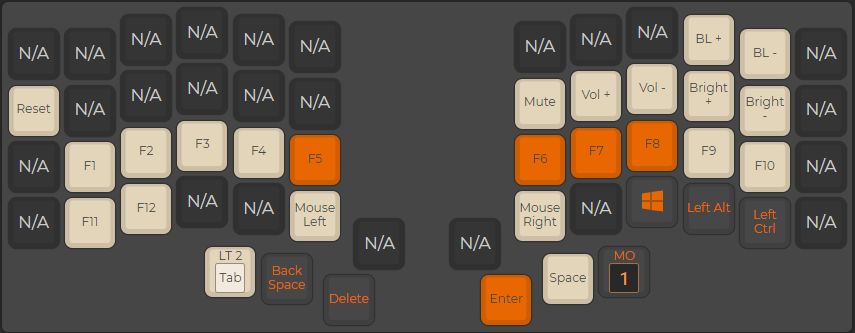 N/A N/A N/A N/A N/A N/A N/A N/A N/A BL + BL - N/A
Reset N/A N/A N/A N/A N/A Mute Vol + Vol - Bright + Bright - N/A
N/A F1 F2 F3 F4 F5 F6 F7 F8 F9 F10 N/A
N/A F11 F12 N/A N/A Mouse Left Mouse Right N/A Left Alt Left Ctrl N/A
N/A N/A
LT 2 Tab Back Space Delete Enter Space MO 1